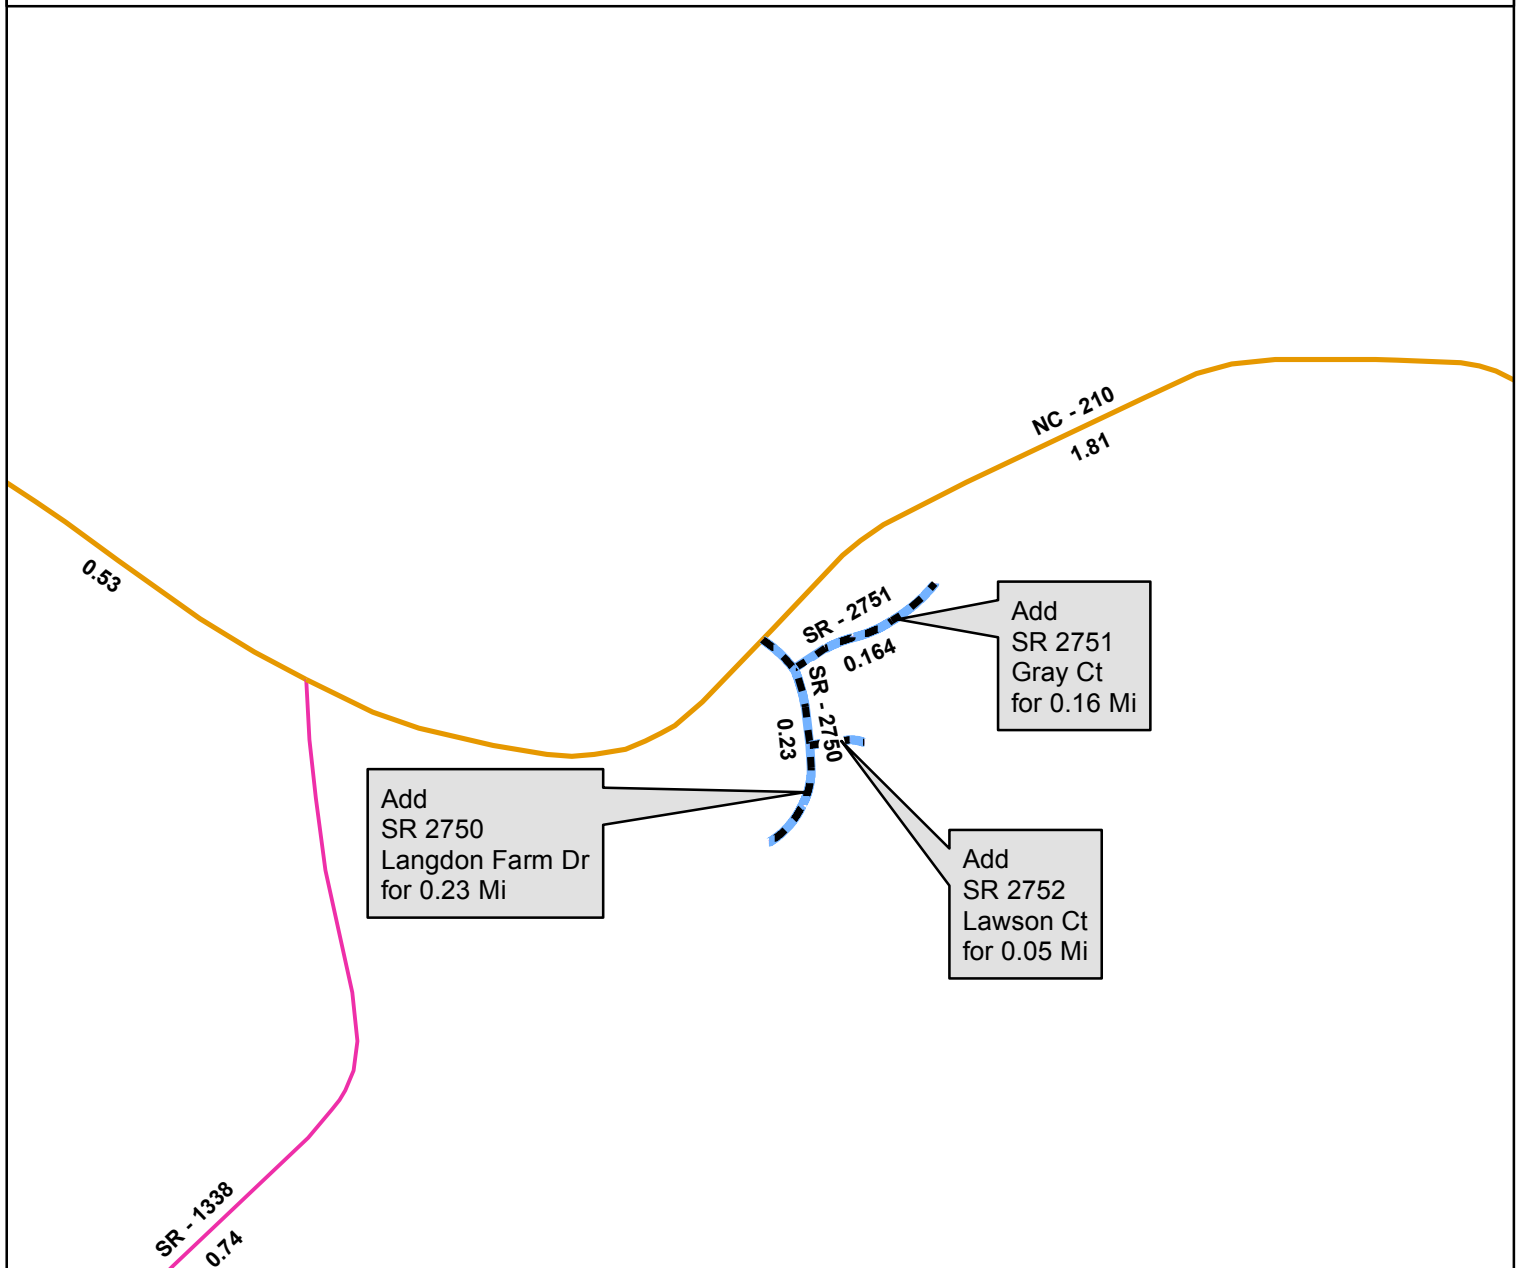 NC - 210
1.81
0.53
SR - 2751
0.164
Add
SR 2751
Gray Ct
for 0.16 Mi
SR - 2750
0.23
Add
SR 2750
Langdon Farm Dr
for 0.23 Mi
Add
SR 2752
Lawson Ct
for 0.05 Mi
SR - 1338
0.74